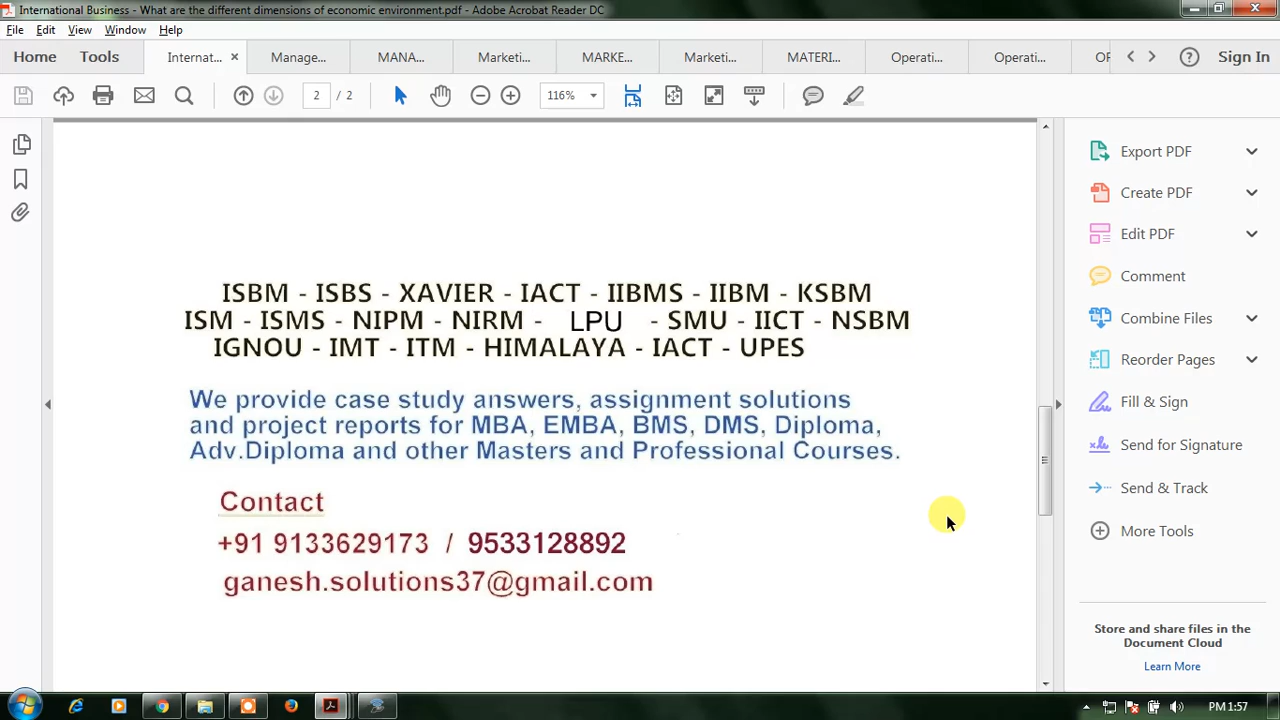 International Business - What are the different dimensions of economic environment.pdf - Adobe Acrobat Reader DC
File Edit View Window Help
Home Tools Internat... Manage... MANA... Marketi... MARKE... Marketi... MATERI... Operati... Operati... OF Sign In
2 / 2 116%
Export PDF
Create PDF
Edit PDF
Comment
Combine Files
Reorder Pages
Fill & Sign
Send for Signature
Send & Track
More Tools
Store and share files in the
Document Cloud
Learn More
ISBM - ISBS - XAVIER - IACT - IIBMS - IIBM - KSBM
ISM - ISMS - NIPM - NIRM - LPU - SMU - IICT - NSBM
IGNOU - IMT - ITM - HIMALAYA - IACT - UPES
We provide case study answers, assignment solutions
and project reports for MBA, EMBA, BMS, DMS, Diploma,
Adv.Diploma and other Masters and Professional Courses.
Contact
+91 9133629173 / 9533128892
ganesh.solutions37@gmail.com
PM 1:57